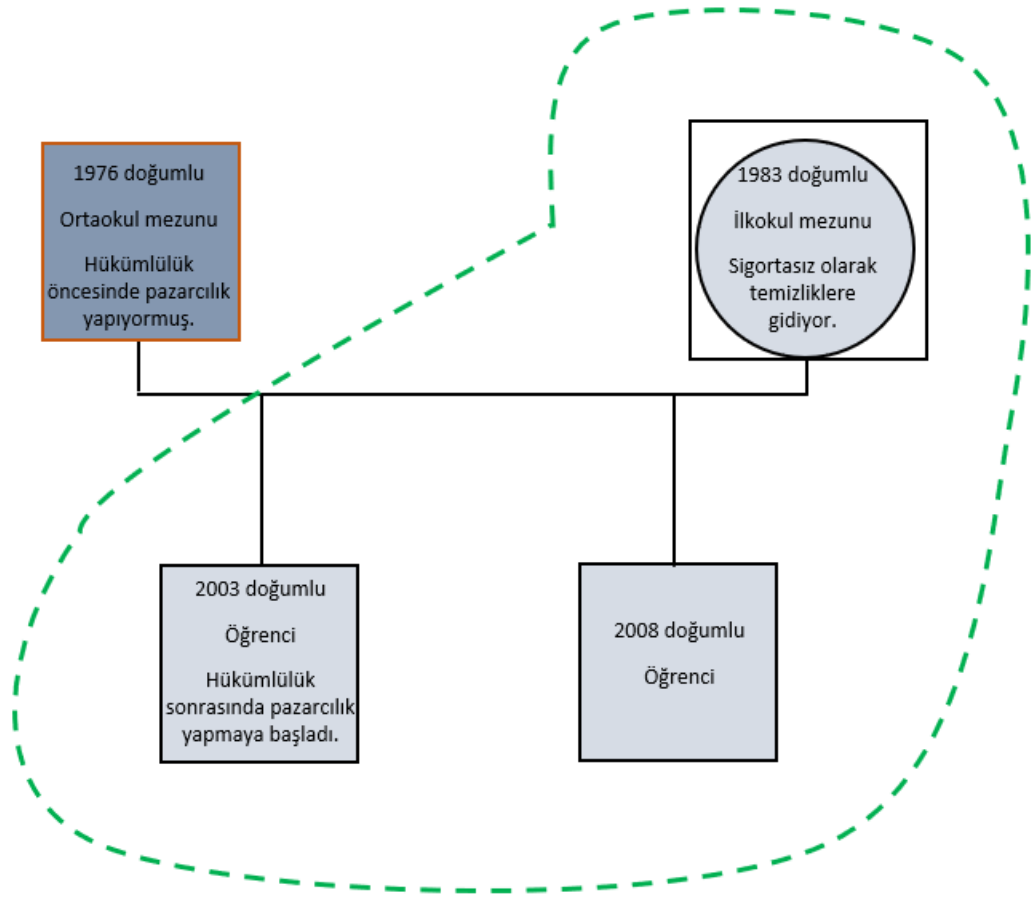 1976 doğumlu
Ortaokul mezunu
Hükümlülük
öncesinde pazarcılık
yapıyormuş.
1983 doğumlu
İlkokul mezunu
Sigortasız olarak
temizliklere
gidiyor.
2003 doğumlu
Öğrenci
Hükümlülük
sonrasında pazarcılık
yapmaya başladı.
2008 doğumlu
Öğrenci